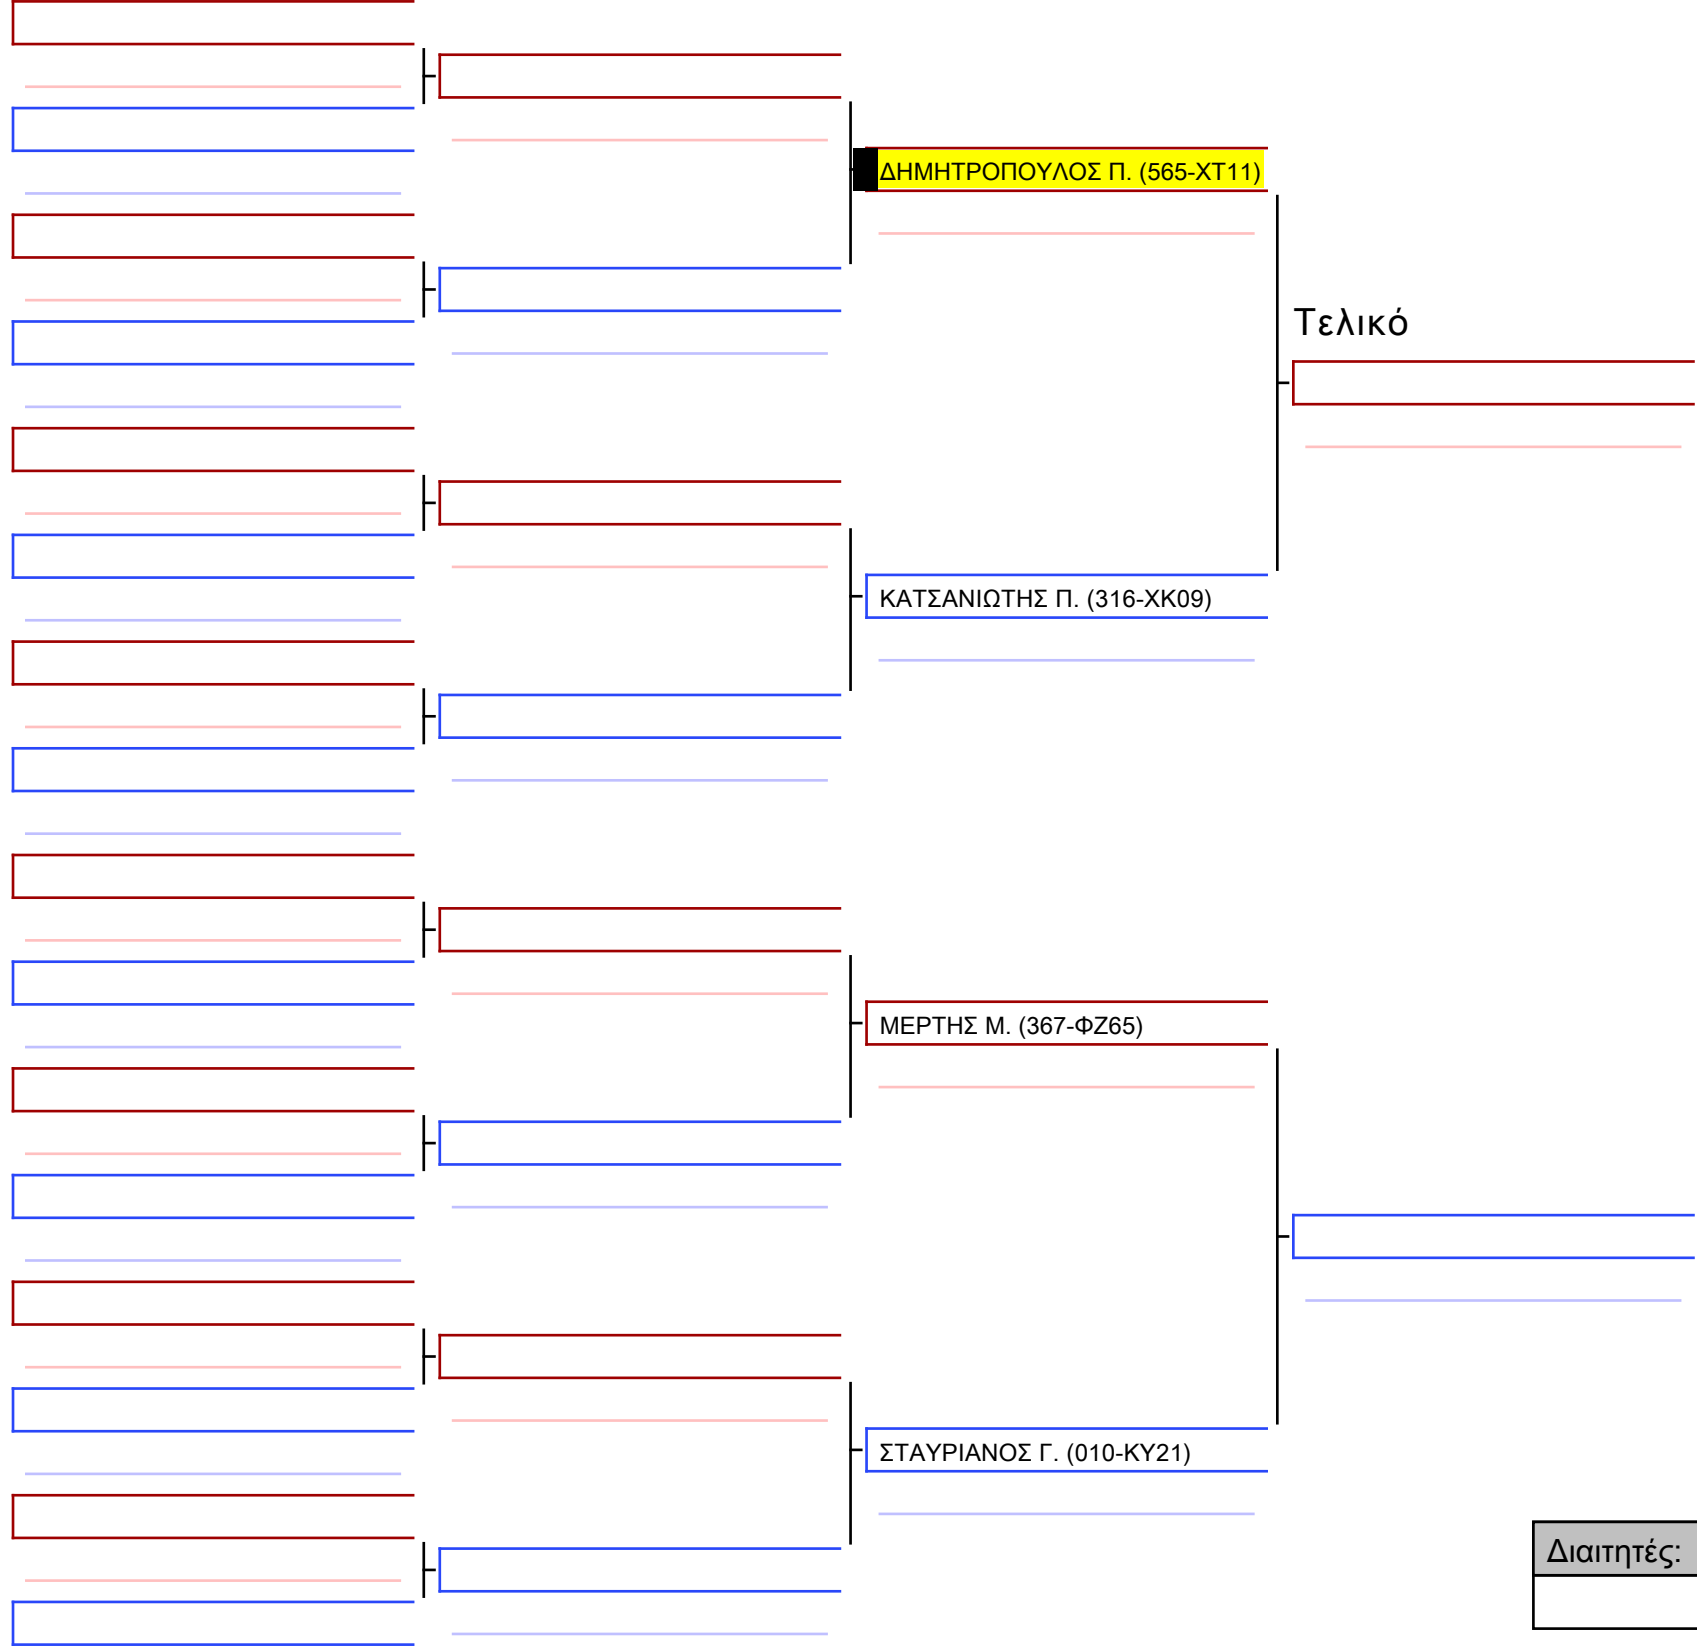 ΔΗΜΗΤΡΟΠΟΥΛΟΣ Π. (565-ΧΤ11)
Τελικό
ΚΑΤΣΑΝΙΩΤΗΣ Π. (316-ΧΚ09)
ΜΕΡΤΗΣ Μ. (367-ΦΖ65)
ΣΤΑΥΡΙΑΝΟΣ Γ. (010-ΚΥ21)
Διαιτητές: